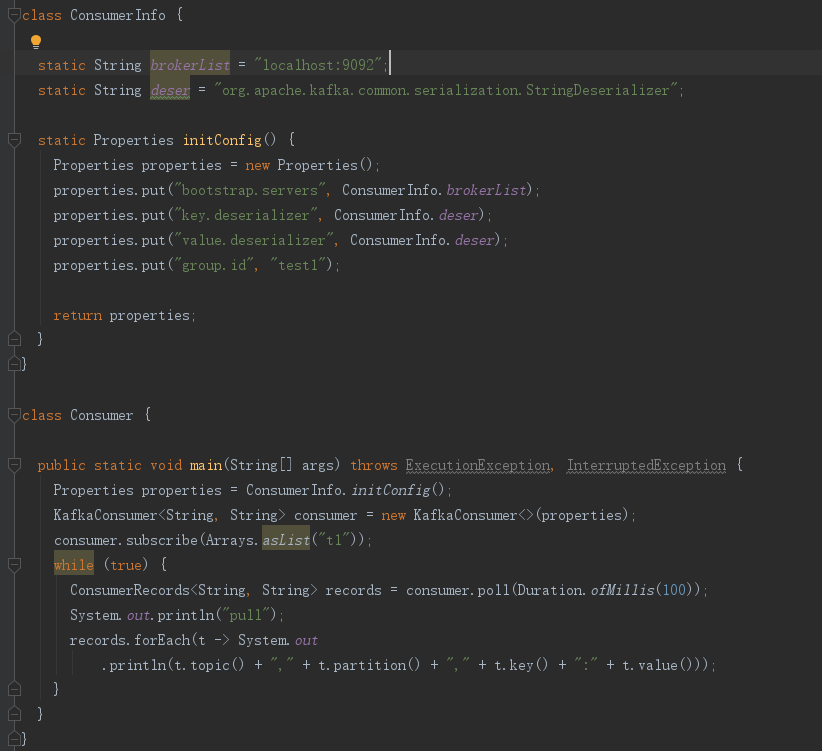 class ConsumerInfo {
static String brokerList = "localhost:9092";
static String deser = "org.apache.kafka.common.serialization.StringDeserializer";
static Properties initConfig() {
Properties properties = new Properties();
properties.put("bootstrap.servers", ConsumerInfo.brokerList);
properties.put("key.deserializer", ConsumerInfo.deser);
properties.put("value.deserializer", ConsumerInfo.deser);
properties.put("group.id", "test1");
return properties;
}
}
class Consumer {
public static void main(String[] args) throws ExecutionException, InterruptedException {
Properties properties = ConsumerInfo.initConfig();
KafkaConsumer<String, String> consumer = new KafkaConsumer<>(properties);
consumer.subscribe(Arrays.asList("t1"));
while (true) {
ConsumerRecords<String, String> records = consumer.poll(Duration.ofMillis(100));
System.out.println("pull");
records.forEach(t -> System.out
.println(t.topic() + "," + t.partition() + "," + t.key() + ":" + t.value()));
}
}
}